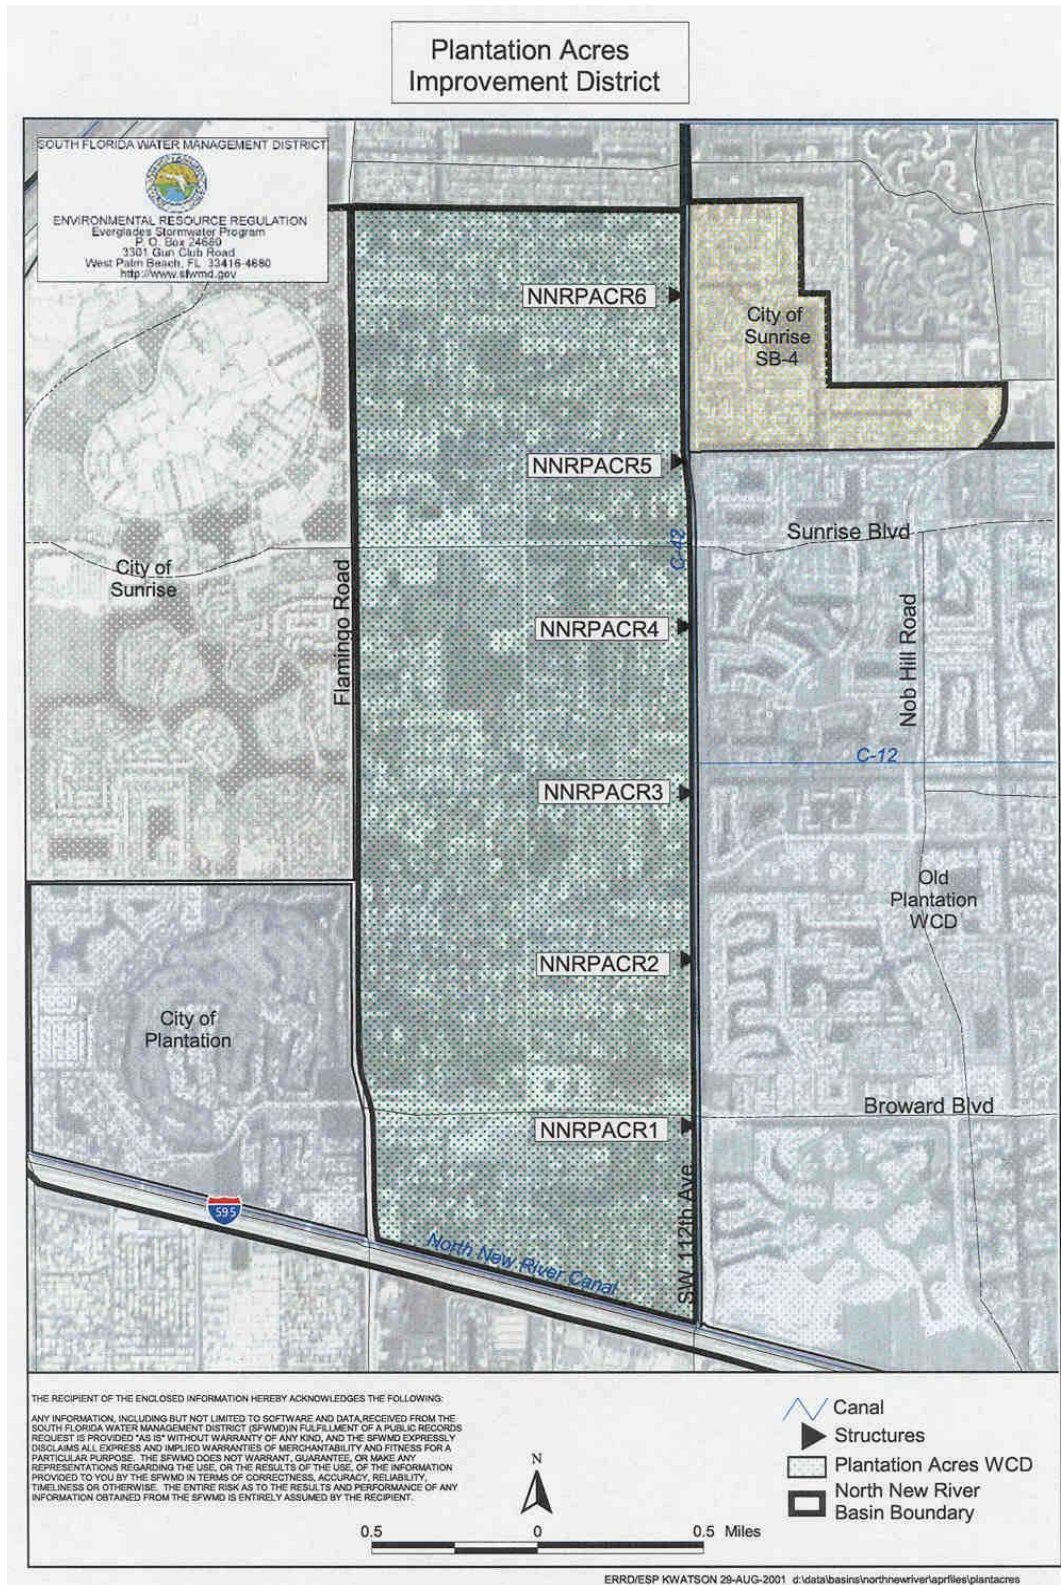 Plantation Acres
Improvement District
SOUTH FLORIDA WATER MANAGEMENT DISTRICT
ENVIRONMENTAL RESOURCE REGULATION
Everglades Stormwater Program
P. O. Box 24680
3301 Gun Club Road
West Palm Beach, FL 33416-4680
http://www.sfwmd.gov
NNRPACR6
City of
Sunrise
SB-4
NNRPACR5
C-42
Sunrise Blvd
City of
Sunrise
Flamingo Road
NNRPACR4
Nob Hill Road
C-12
NNRPACR3
Old
Plantation
WCD
NNRPACR2
City of
Plantation
Broward Blvd
NNRPACR1
SW 112th Ave
595
North New River Canal
THE RECIPIENT OF THE ENCLOSED INFORMATION HEREBY ACKNOWLEDGES THE FOLLOWING:
ANY INFORMATION, INCLUDING BUT NOT LIMITED TO SOFTWARE AND DATA,RECEIVED FROM THE
SOUTH FLORIDA WATER MANAGEMENT DISTRICT (SFWMD)IN FULFILLMENT OF A PUBLIC RECORDS
REQUEST IS PROVIDED "AS IS" WITHOUT WARRANTY OF ANY KIND, AND THE SFWMD EXPRESSLY
DISCLAIMS ALL EXPRESS AND IMPLIED WARRANTIES OF MERCHANTABILITY AND FITNESS FOR A
PARTICULAR PURPOSE. THE SFWMD DOES NOT WARRANT, GUARANTEE, OR MAKE ANY
REPRESENTATIONS REGARDING THE USE, OR THE RESULTS OF THE USE, OF THE INFORMATION
PROVIDED TO YOU BY THE SFWMD IN TERMS OF CORRECTNESS, ACCURACY, RELIABILITY,
TIMELINESS OR OTHERWISE. THE ENTIRE RISK AS TO THE RESULTS AND PERFORMANCE OF ANY
INFORMATION OBTAINED FROM THE SFWMD IS ENTIRELY ASSUMED BY THE RECIPIENT.
N
0.5 0 0.5 Miles
Canal
Structures
Plantation Acres WCD
North New River
Basin Boundary
ERRD/ESP KWATSON 29-AUG-2001 d:\data\basins\northnewriver\aprfiles\plantacres